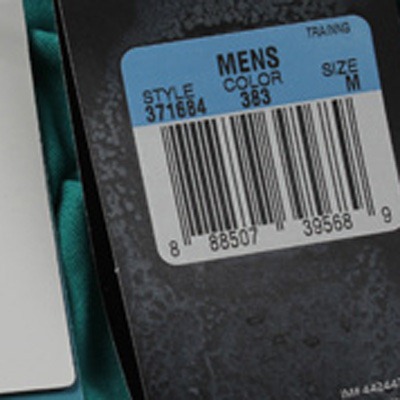 TRAINING
MENS
STYLE COLOR SIZE
371684 383 M
8 88507 39568 9